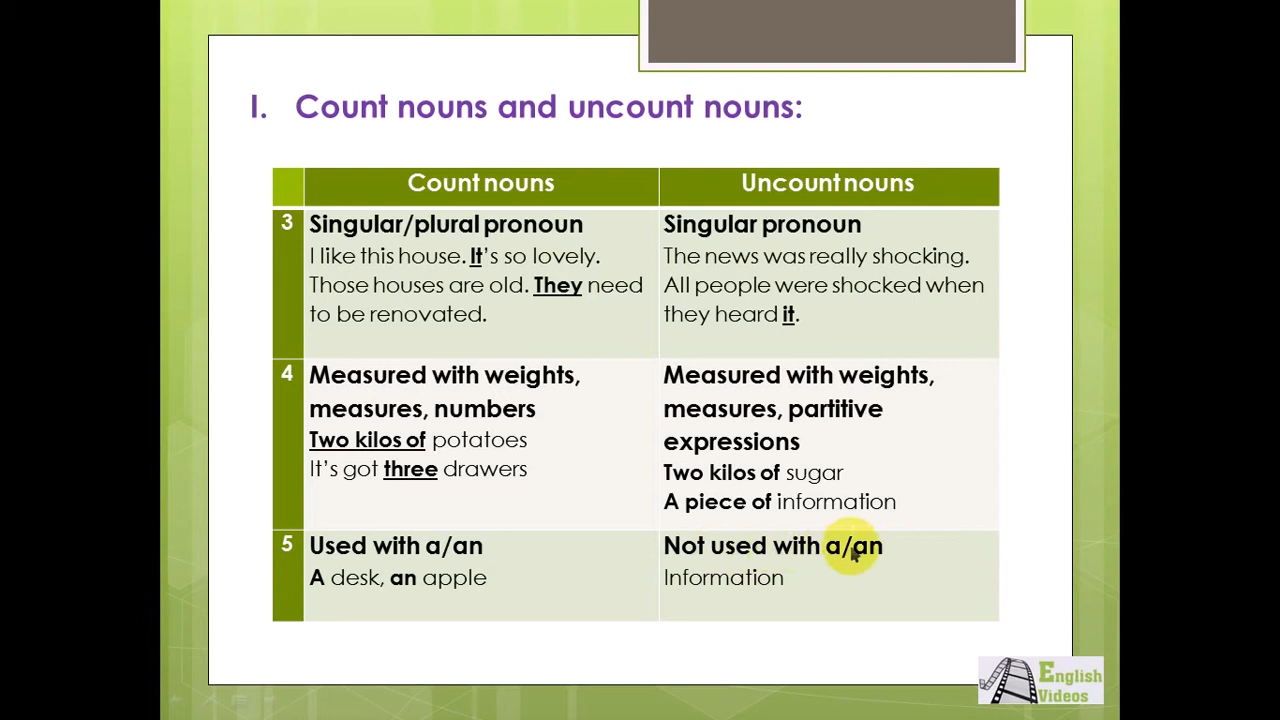 I. Count nouns and uncount nouns:
Count nouns
Uncount nouns
3
Singular/plural pronoun
I like this house. It's so lovely.
Those houses are old. They need
to be renovated.
Singular pronoun
The news was really shocking.
All people were shocked when
they heard it.
4
Measured with weights,
measures, numbers
Two kilos of potatoes
It's got three drawers
Measured with weights,
measures, partitive
expressions
Two kilos of sugar
A piece of information
5
Used with a/an
A desk, an apple
Not used with a/an
Information
English
Videos